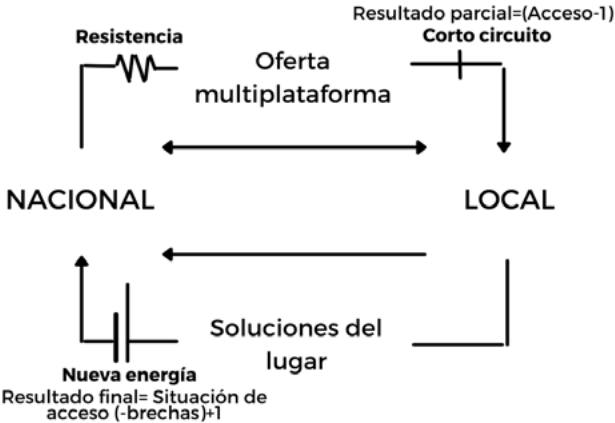 Resultado parcial=(Acceso-1)
Corto circuito
Resistencia
Oferta
multiplataforma
NACIONAL
LOCAL
Soluciones del
lugar
Nueva energía
Resultado final= Situación de
acceso (-brechas)+1